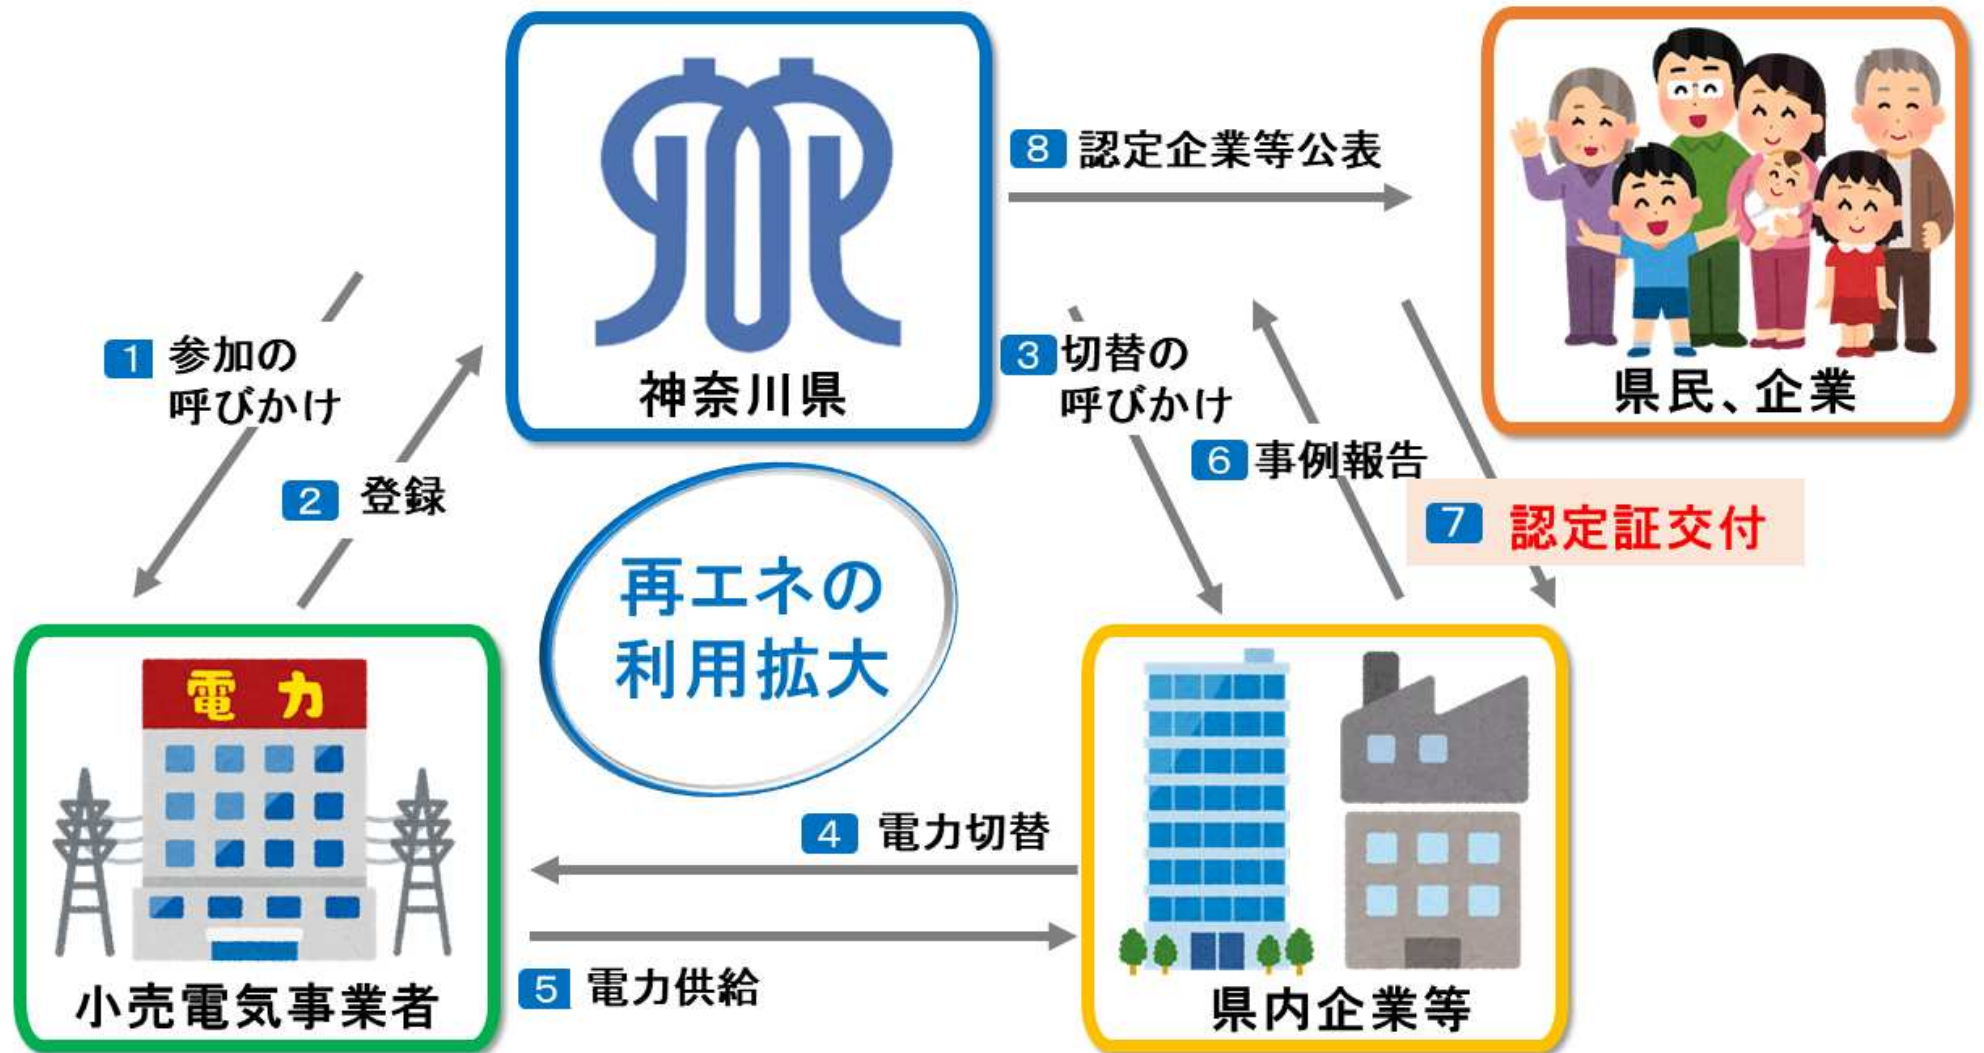 8 認定企業等公表
神奈川県
県民、企業
1 参加の
呼びかけ
2 登録
3 切替の
呼びかけ
6 事例報告
7 認定証交付
再エネの
利用拡大
電力
4 電力切替
5 電力供給
小売電気事業者
県内企業等